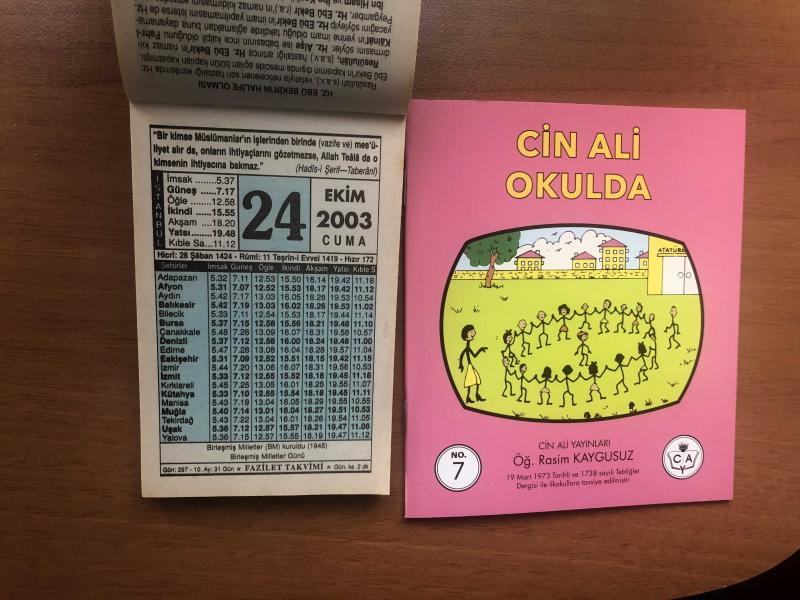 HZ. EBÛ BEKİR'İN HALİFE OLMASI
"Bir kimse Müslümanlar'ın işlerinden birinde (vazife ve) mes'û-
liyet alır da, onların ihtiyaçlarını gözetmezse, Allah Teâlâ da o
kimsenin ihtiyacına bakmaz."
(Hadîs-i Şerîf—Taberânî)
İSTANBUL
İmsak ........5.37
Güneş .......7.17
Öğle .........12.58
İkindi .......15.55
Akşam ......18.20
Yatsı.........19.48
Kıble Sa....11.12
24
EKİM
2003
CUMA
Hicrî: 28 Şâban 1424 - Rûmî: 11 Teşrîn-i Evvel 1419 - Hızır 172
Şehirler İmsak Güneş Öğle İkindi Akşam Yatsı Kıble S
Adapazarı 5.32 7.11 12.53 15.50 18.14 19.42 11.18
Afyon 5.31 7.07 12.52 15.53 18.17 19.42 11.12
Aydın 5.42 7.17 13.03 16.05 18.28 19.53 10.54
Balıkesir 5.42 7.19 13.03 16.02 18.26 19.53 11.02
Bilecik 5.33 7.11 12.54 15.53 18.17 19.44 11.14
Bursa 5.37 7.15 12.58 15.56 18.21 19.48 11.10
Çanakkale 5.48 7.26 13.09 16.07 18.31 19.58 10.57
Denizli 5.37 7.12 12.58 16.00 18.24 19.48 11.00
Edirne 5.47 7.28 13.08 16.04 18.28 19.57 11.04
Eskişehir 5.31 7.09 12.52 15.51 18.15 19.42 11.15
İzmir 5.44 7.20 13.08 16.07 18.31 19.56 10.53
İzmit 5.33 7.12 12.55 15.52 18.16 19.45 11.16
Kırklareli 5.45 7.25 13.05 16.01 18.25 19.55 11.07
Kütahya 5.33 7.10 12.55 15.54 18.18 19.45 11.11
Manisa 5.43 7.19 13.04 16.05 18.29 19.55 10.55
Muğla 5.40 7.14 13.01 16.04 18.27 19.51 10.53
Tekirdağ 5.43 7.22 13.04 16.01 18.26 19.54 11.05
Uşak 5.36 7.12 12.57 15.57 18.21 19.47 11.06
Yalova 5.36 7.15 12.57 15.55 18.19 19.47 11.12
Birleşmiş Milletler (BM) kuruldu (1945)
Birleşmiş Milletler Günü
Gün: 297 - 10. Ay: 31 Gün ★ FAZİLET TAKVİMİ ★ Gün. ks. 2 dk
CİN ALİ
OKULDA
ATATÜRK
CİN ALİ YAYINLARI
Öğ. Rasim KAYGUSUZ
19 Mart 1973 Tarihli ve 1738 sayılı Tebliğler
Dergisi ile ilkokullara tavsiye edilmiştir
NO.
7
C A